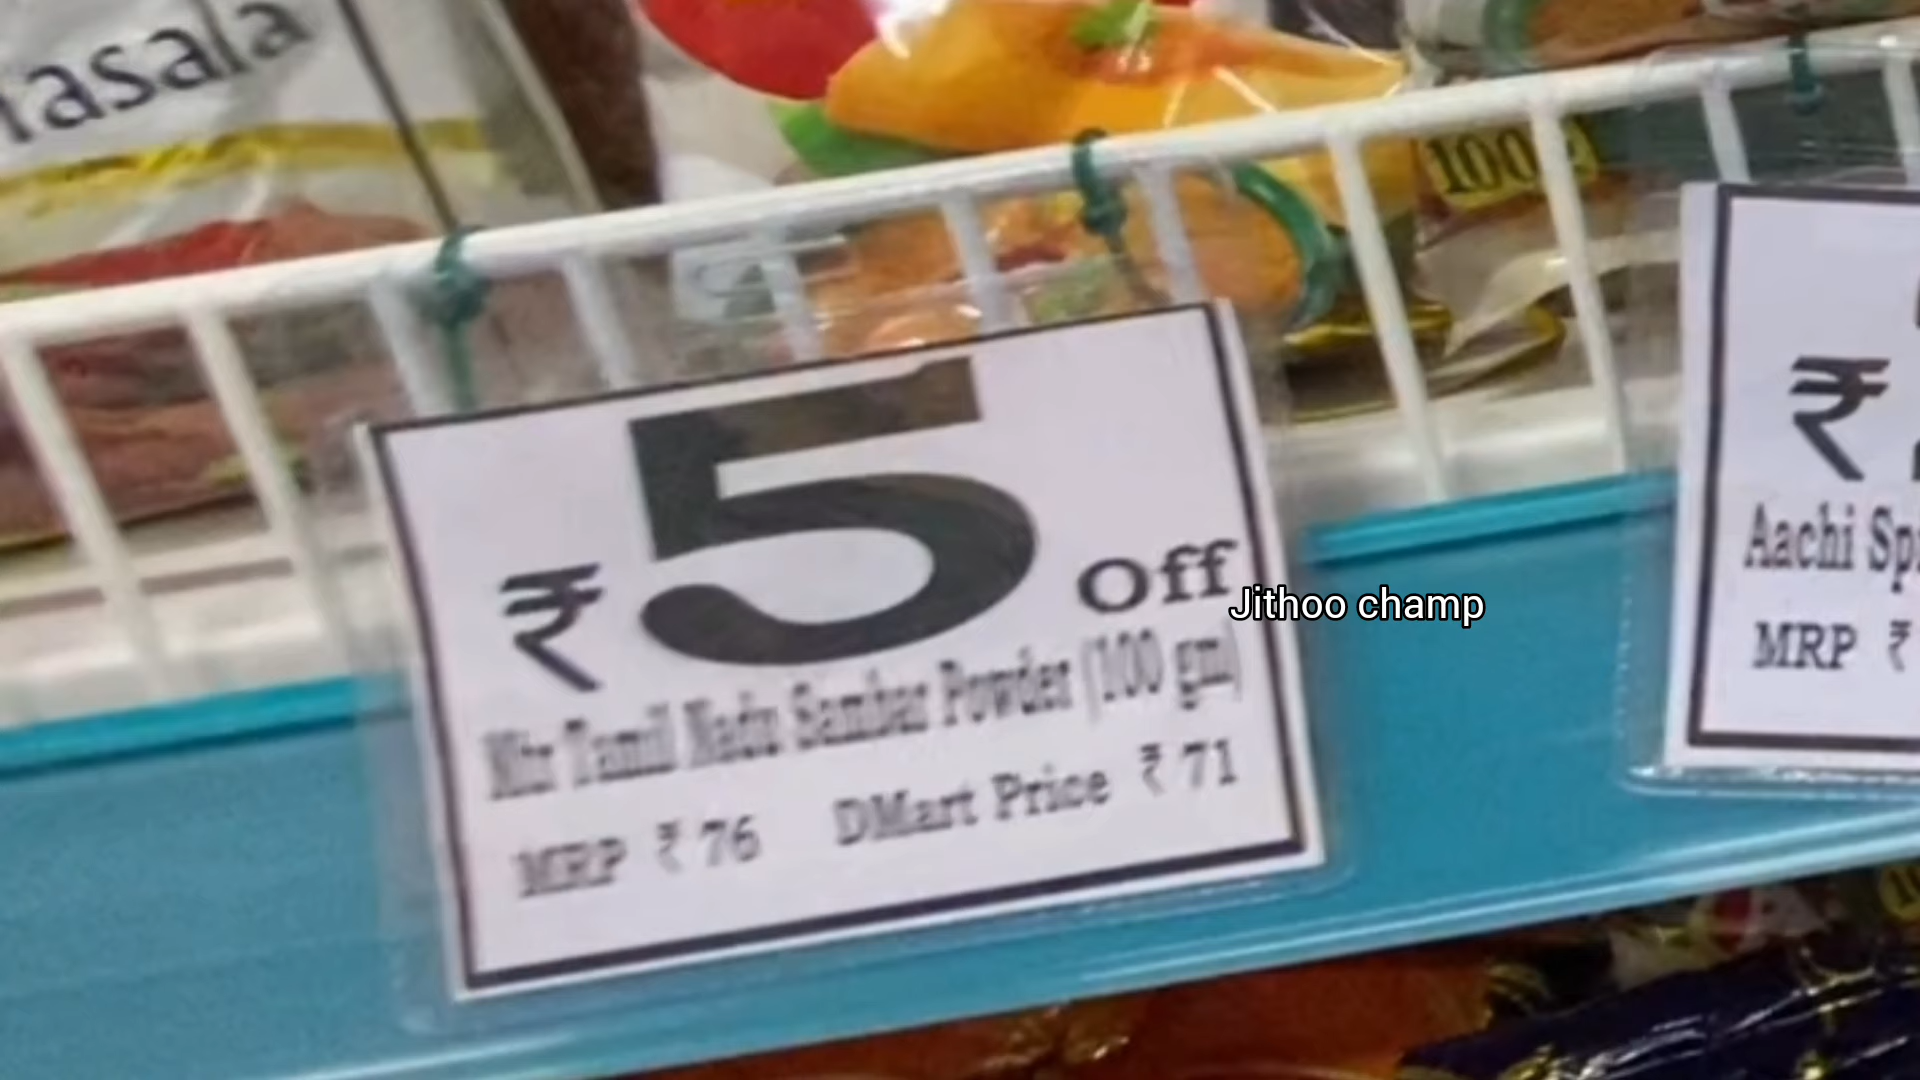 masala
100 g
₹5 Off
Mtr Tamil Nadu Sambar Powder (100 gm)
MRP ₹ 76 DMart Price ₹ 71
Jithoo champ
₹
Aachi
MRP ₹